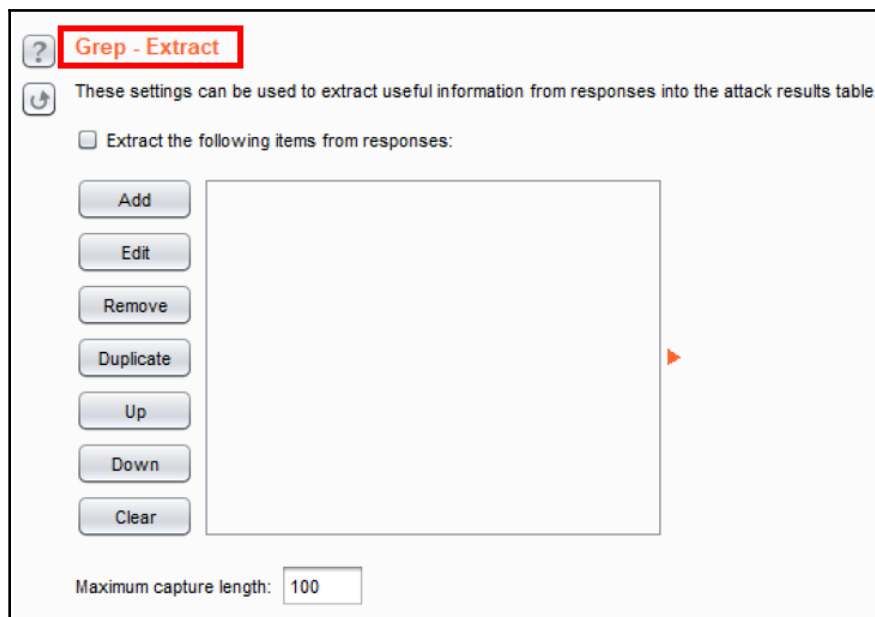 ?
Grep - Extract
These settings can be used to extract useful information from responses into the attack results table
Extract the following items from responses:
Add
Edit
Remove
Duplicate
Up
Down
Clear
Maximum capture length: 100